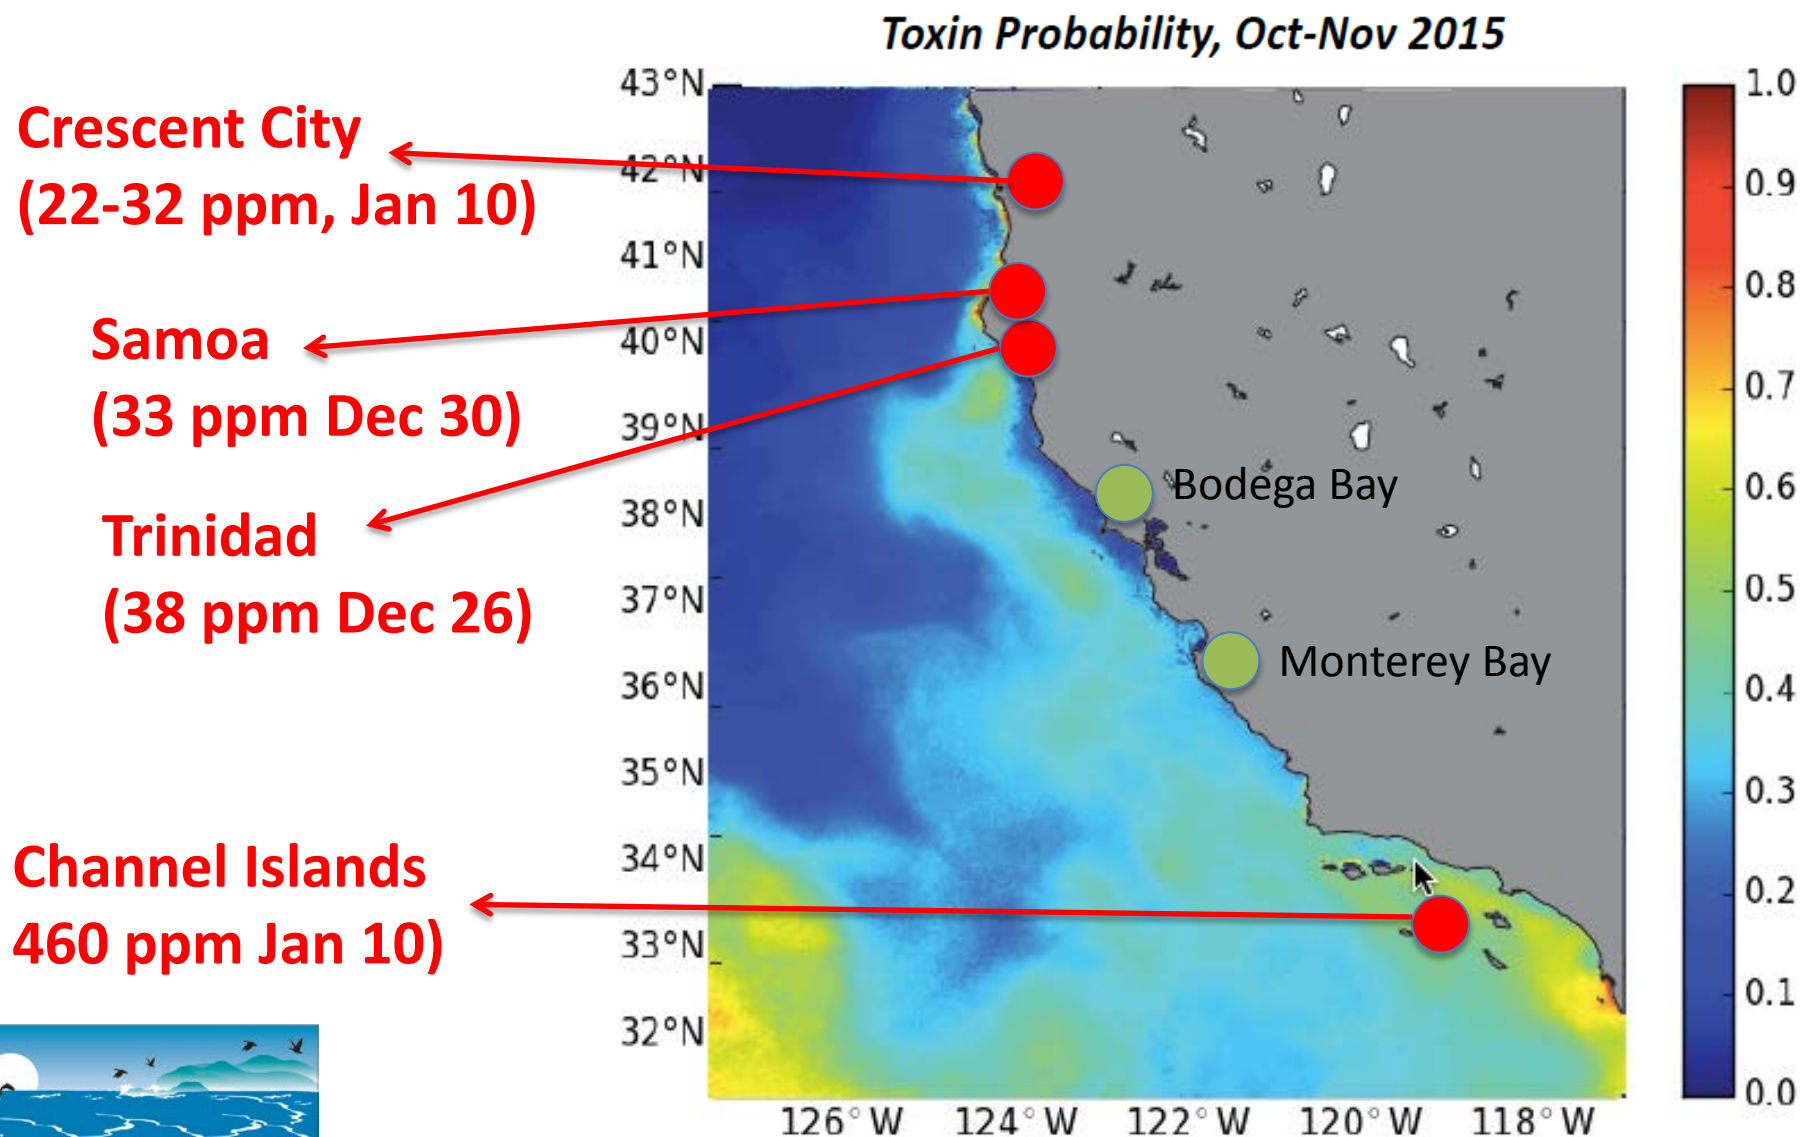 Toxin Probability, Oct-Nov 2015
Crescent City
(22-32 ppm, Jan 10)
Samoa
(33 ppm Dec 30)
Trinidad
(38 ppm Dec 26)
Channel Islands
460 ppm Jan 10)
43°N
42°N
41°N
40°N
39°N
38°N
37°N
36°N
35°N
34°N
33°N
32°N
Bodega Bay
Monterey Bay
126°W 124°W 122°W 120°W 118°W
1.0
0.9
0.8
0.7
0.6
0.5
0.4
0.3
0.2
0.1
0.0